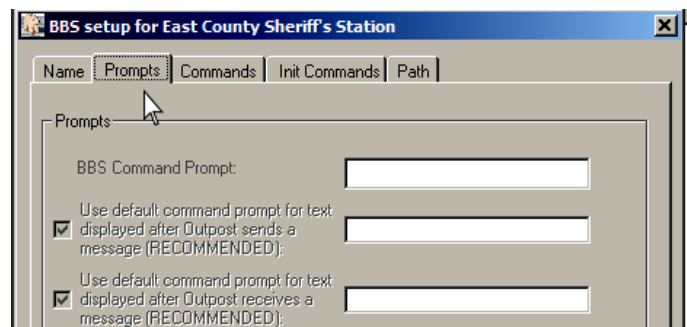 BBS setup for East County Sheriff's Station
Name Prompts Commands Init Commands Path
Prompts
BBS Command Prompt:
Use default command prompt for text
displayed after Outpost sends a
message (RECOMMENDED):
Use default command prompt for text
displayed after Outpost receives a
message (RECOMMENDED):